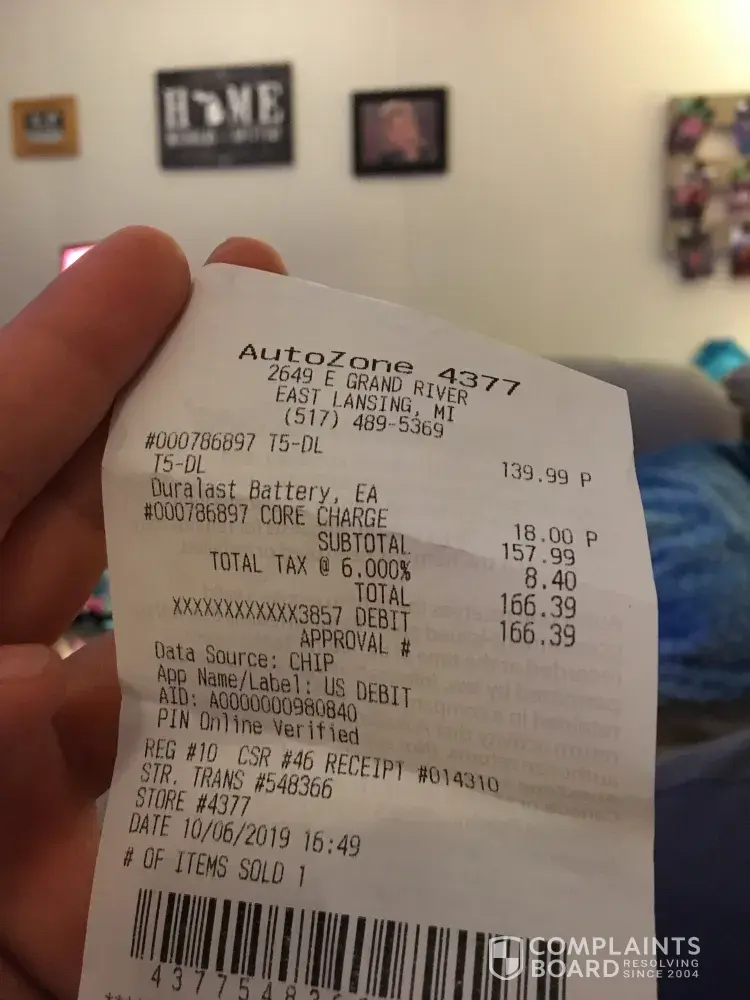 HOME
AutoZone 4377
2649 E GRAND RIVER
EAST LANSING, MI
(517) 489-5369
#000786897 T5-DL 139.99 P
T5-DL
Duralast Battery, EA
#000786897 CORE CHARGE 18.00 P
SUBTOTAL 157.99
TOTAL TAX @ 6.000% 8.40
TOTAL 166.39
XXXXXXXXXXXX3857 DEBIT 166.39
APPROVAL #
Data Source: CHIP
App Name/Label: US DEBIT
AID: A0000000980840
PIN Online Verified
REG #10 CSR #46 RECEIPT #014310
STR. TRANS #548366
STORE #4377
DATE 10/06/2019 16:49
# OF ITEMS SOLD 1
COMPLAINTS
BOARD RESOLVING
SINCE 2004